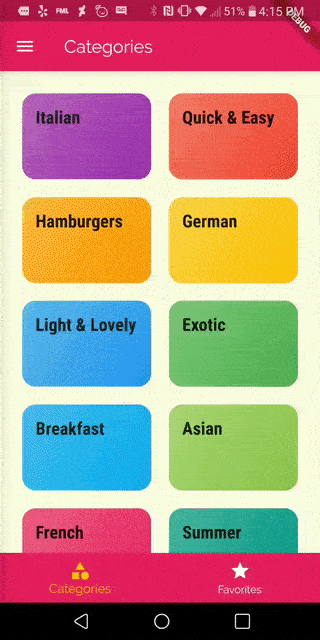 FML 51% 4:15 PM
DEBUG
Categories
Italian
Quick & Easy
Hamburgers
German
Light & Lovely
Exotic
Breakfast
Asian
French
Summer
Categories
Favorites